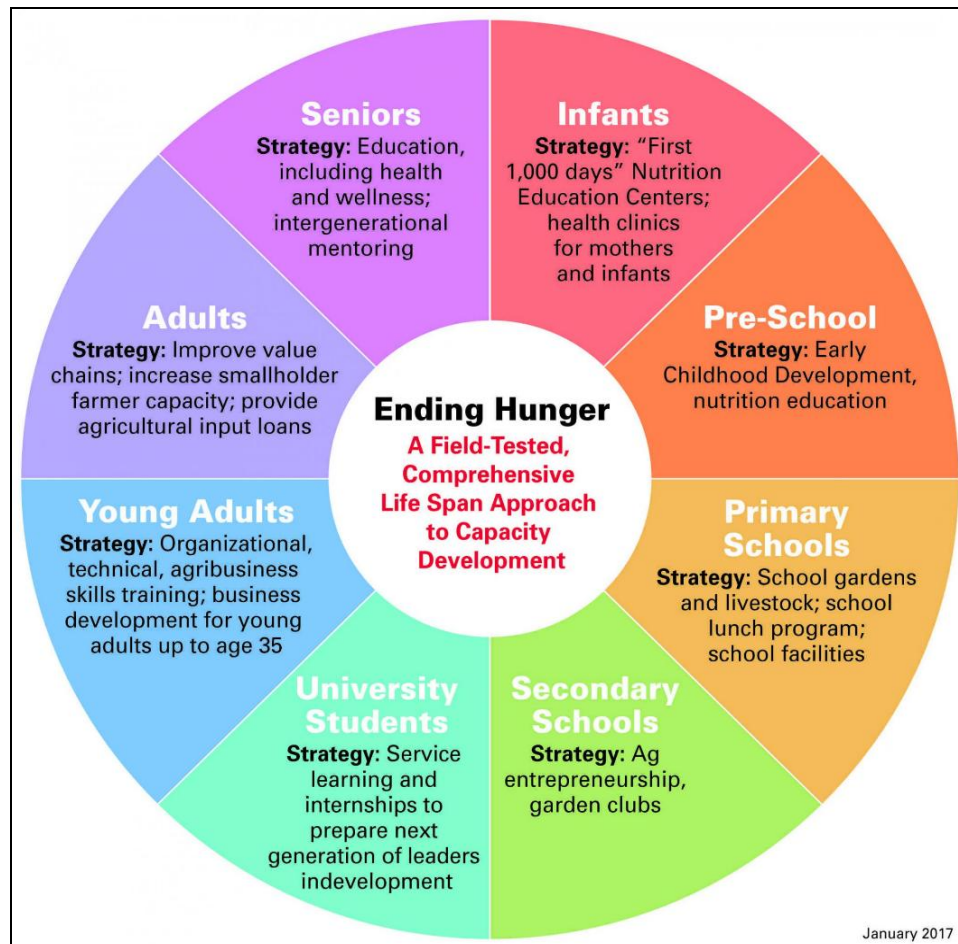 Seniors
Strategy: Education,
including health
and wellness;
intergenerational
mentoring
Infants
Strategy: “First
1,000 days” Nutrition
Education Centers;
health clinics
for mothers
and infants
Adults
Strategy: Improve value
chains; increase smallholder
farmer capacity; provide
agricultural input loans
Pre-School
Strategy: Early
Childhood Development,
nutrition education
Ending Hunger
A Field-Tested,
Comprehensive
Life Span Approach
to Capacity
Development
Young Adults
Strategy: Organizational,
technical, agribusiness
skills training; business
development for young
adults up to age 35
Primary
Schools
Strategy: School gardens
and livestock; school
lunch program;
school facilities
University
Students
Strategy: Service
learning and
internships to
prepare next
generation of leaders
indevelopment
Secondary
Schools
Strategy: Ag
entrepreneurship,
garden clubs
January 2017